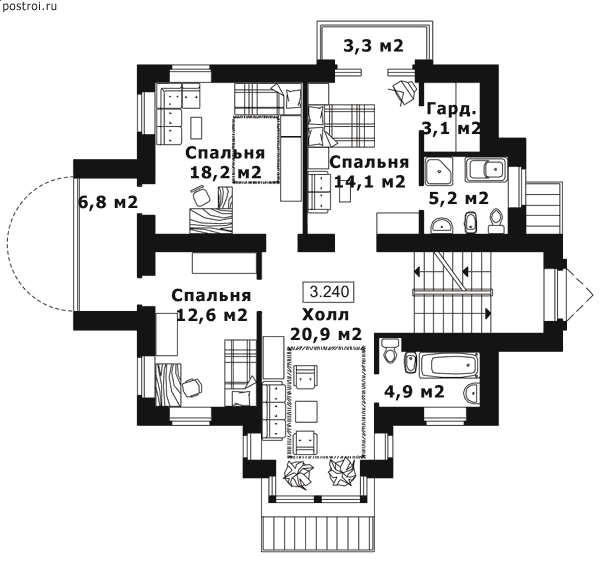 postroi.ru
3,3 м2
Гард.
3,1 м2
Спальня
18,2 м2
Спальня
14,1 м2
5,2 м2
6,8 м2
Спальня
12,6 м2
3.240
Холл
20,9 м2
4,9 м2